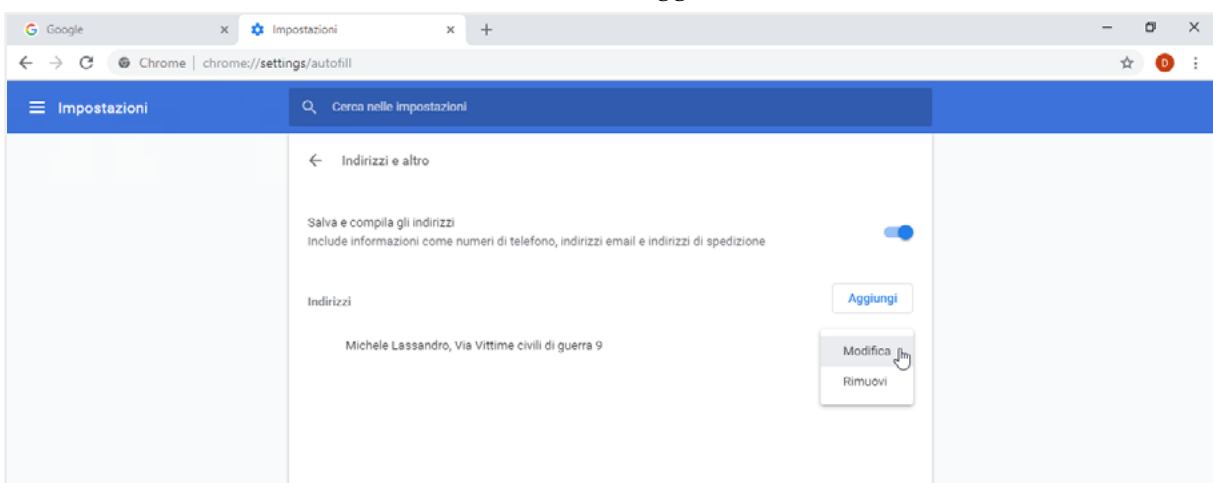 Google
Impostazioni
Chrome | chrome://settings/autofill
D
Impostazioni
Cerca nelle impostazioni
Indirizzi e altro
Salva e compila gli indirizzi
Include informazioni come numeri di telefono, indirizzi email e indirizzi di spedizione
Indirizzi
Aggiungi
Michele Lassandro, Via Vittime civili di guerra 9
Modifica
Rimuovi